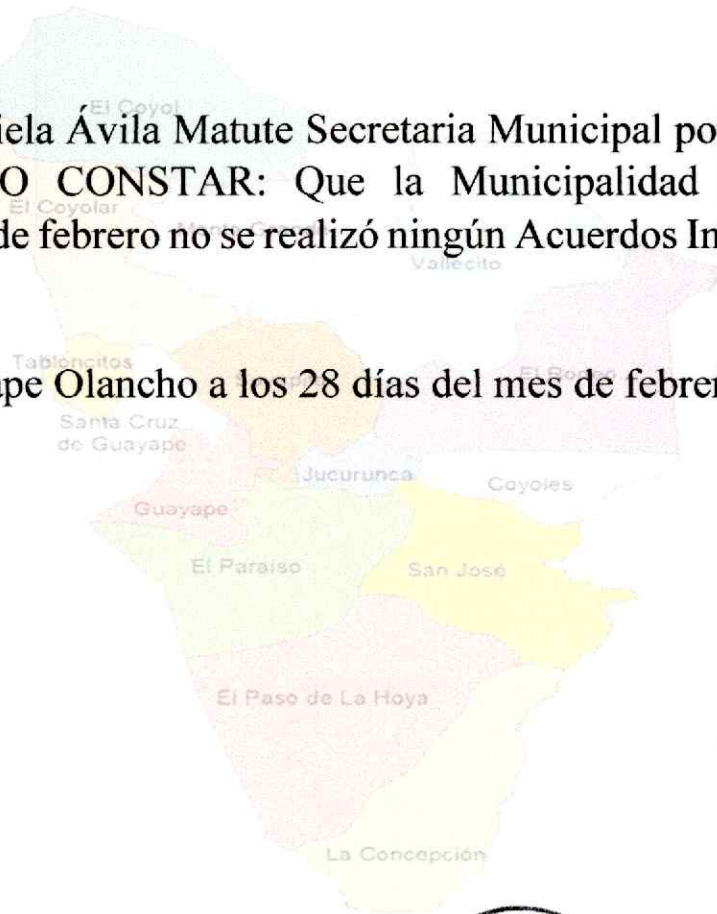 El Coyol
iela Ávila Matute Secretaria Municipal po
O CONSTAR: Que la Municipalidad
El Coyolar
de febrero no se realizó ningún Acuerdos In
Vallecito
Tabloncitos
ape Olancho a los 28 días del mes de febrer
Santa Cruz
de Guayape
Jucurunca
Coyoles
Guayape
El Paraiso
San José
El Paso de La Hoya
La Concepción